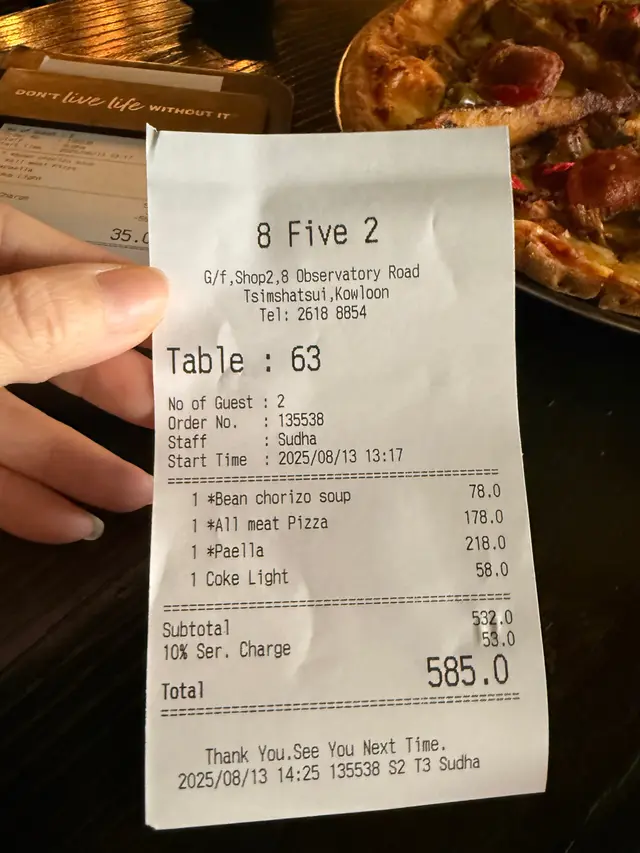 DON'T live life WITHOUT IT
35.0
8 Five 2
G/f,Shop2,8 Observatory Road
Tsimshatsui,Kowloon
Tel: 2618 8854
Table : 63
No of Guest : 2
Order No. : 135538
Staff : Sudha
Start Time : 2025/08/13 13:17
1 *Bean chorizo soup 78.0
1 *All meat Pizza 178.0
1 *Paella 218.0
1 Coke Light 58.0
Subtotal 532.0
10% Ser. Charge 53.0
Total 585.0
Thank You.See You Next Time.
2025/08/13 14:25 135538 S2 T3 Sudha